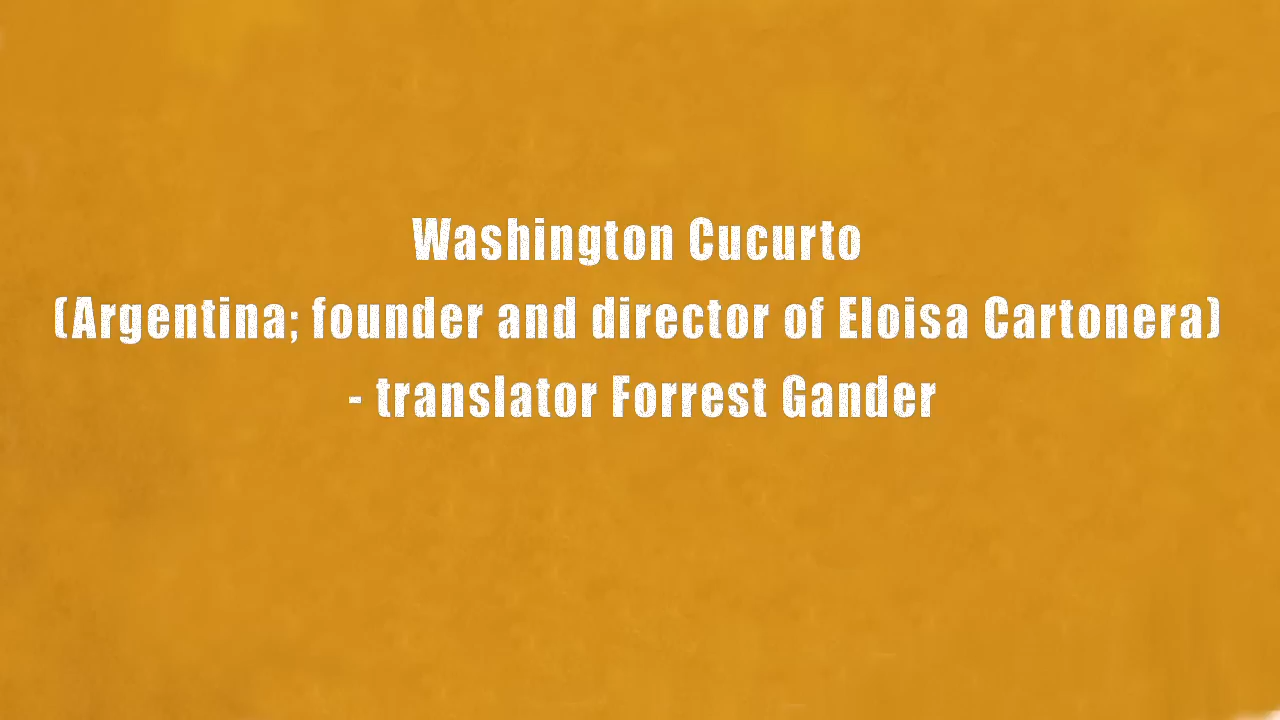 Washington Cucurto
(Argentina; founder and director of Eloisa Cartonera)
- translator Forrest Gander